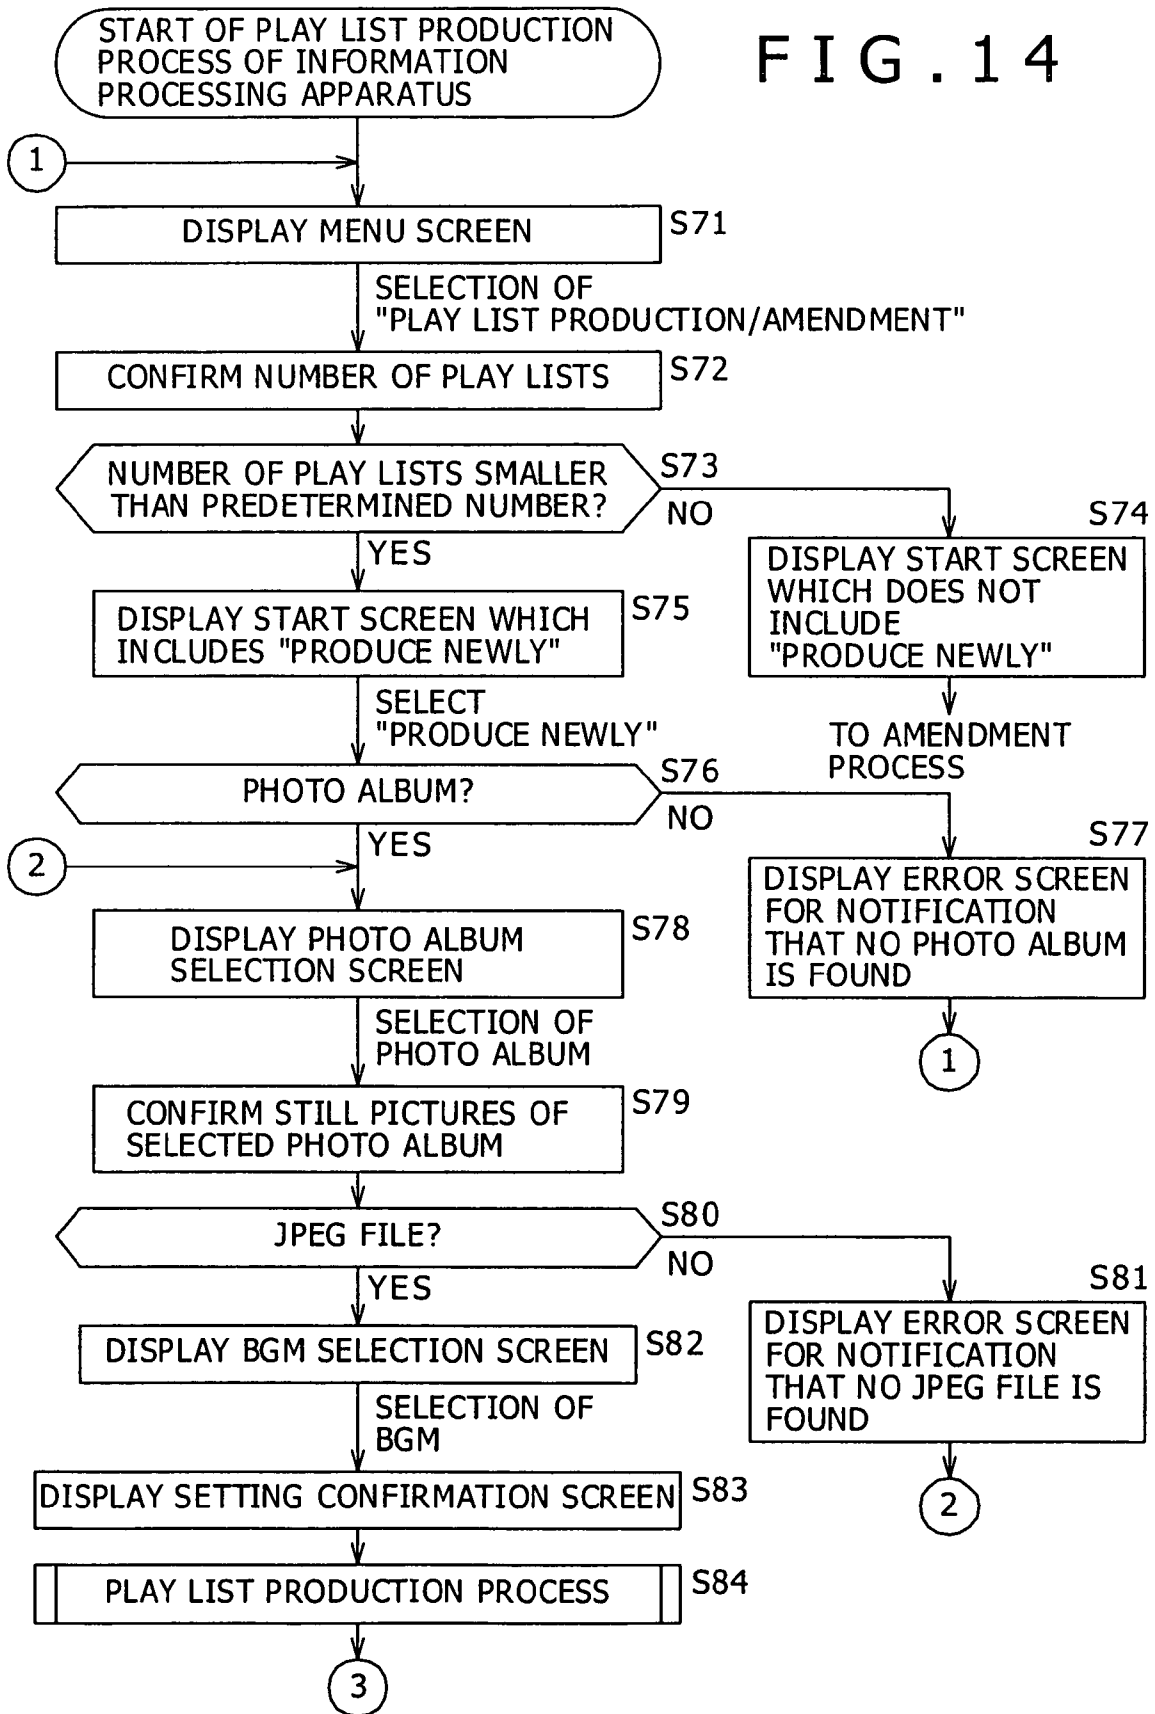 START OF PLAY LIST PRODUCTION
PROCESS OF INFORMATION
PROCESSING APPARATUS
FIG.14
1
DISPLAY MENU SCREEN
S71
SELECTION OF
"PLAY LIST PRODUCTION/AMENDMENT"
CONFIRM NUMBER OF PLAY LISTS
S72
NUMBER OF PLAY LISTS SMALLER
THAN PREDETERMINED NUMBER?
S73
NO
YES
S74
DISPLAY START SCREEN
WHICH DOES NOT
INCLUDE
"PRODUCE NEWLY"
TO AMENDMENT
PROCESS
DISPLAY START SCREEN WHICH
INCLUDES "PRODUCE NEWLY"
S75
SELECT
"PRODUCE NEWLY"
PHOTO ALBUM?
S76
NO
YES
S77
DISPLAY ERROR SCREEN
FOR NOTIFICATION
THAT NO PHOTO ALBUM
IS FOUND
1
2
DISPLAY PHOTO ALBUM
SELECTION SCREEN
S78
SELECTION OF
PHOTO ALBUM
CONFIRM STILL PICTURES OF
SELECTED PHOTO ALBUM
S79
JPEG FILE?
S80
NO
YES
S81
DISPLAY ERROR SCREEN
FOR NOTIFICATION
THAT NO JPEG FILE IS
FOUND
2
DISPLAY BGM SELECTION SCREEN
S82
SELECTION OF
BGM
DISPLAY SETTING CONFIRMATION SCREEN
S83
PLAY LIST PRODUCTION PROCESS
S84
3